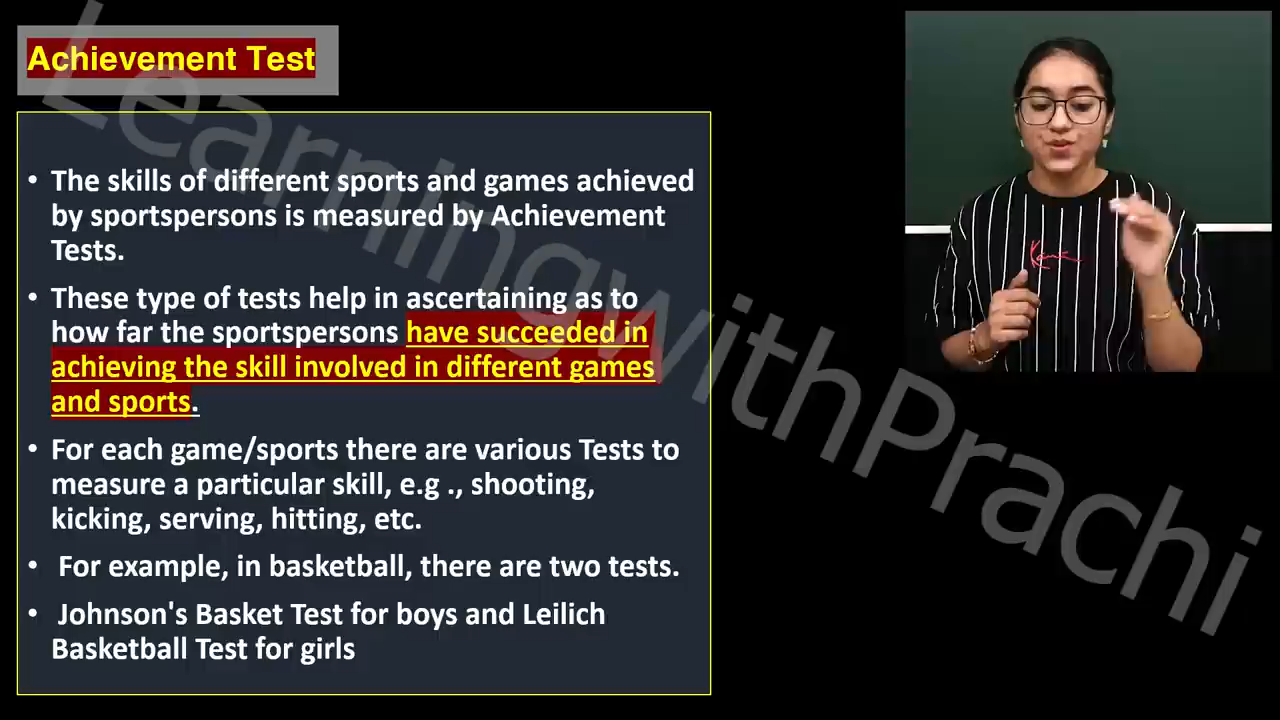 Achievement Test
• The skills of different sports and games achieved
by sportspersons is measured by Achievement
Tests.
• These type of tests help in ascertaining as to
how far the sportspersons have succeeded in
achieving the skill involved in different games
and sports.
• For each game/sports there are various Tests to
measure a particular skill, e.g ., shooting,
kicking, serving, hitting, etc.
• For example, in basketball, there are two tests.
• Johnson's Basket Test for boys and Leilich
Basketball Test for girls
LearningwithPrachi